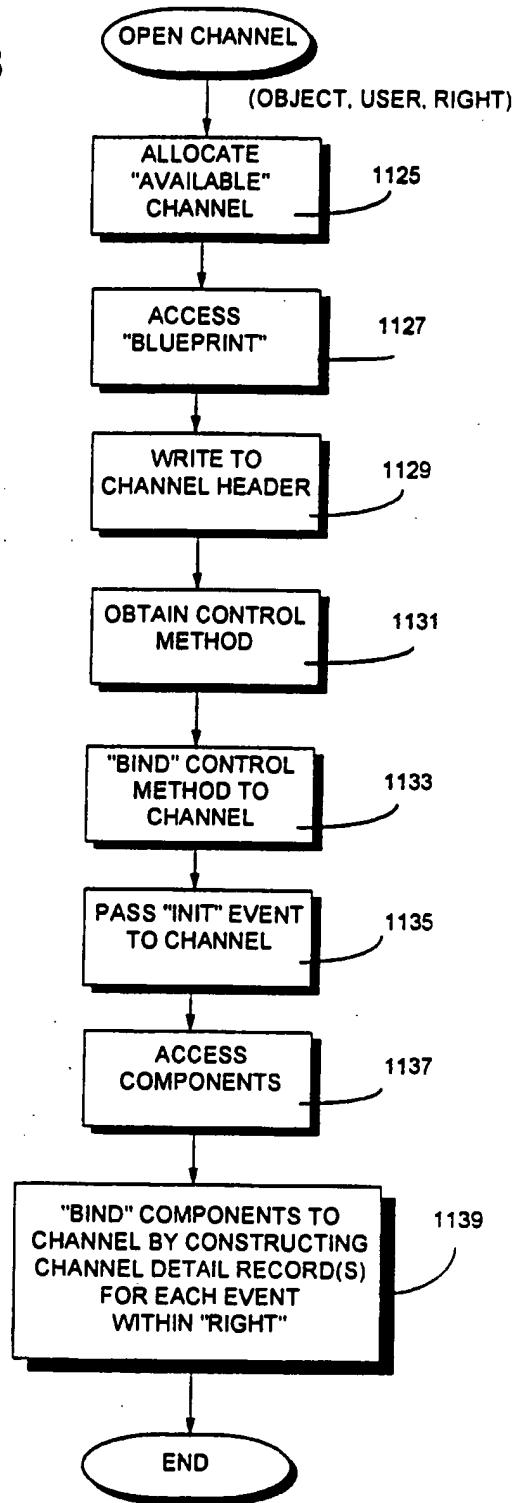 OPEN CHANNEL
(OBJECT, USER, RIGHT)
ALLOCATE
"AVAILABLE"
CHANNEL
1125
ACCESS
"BLUEPRINT"
1127
WRITE TO
CHANNEL HEADER
1129
OBTAIN CONTROL
METHOD
1131
"BIND" CONTROL
METHOD TO
CHANNEL
1133
PASS "INIT" EVENT
TO CHANNEL
1135
ACCESS
COMPONENTS
1137
"BIND" COMPONENTS TO
CHANNEL BY CONSTRUCTING
CHANNEL DETAIL RECORD(S)
FOR EACH EVENT
WITHIN "RIGHT"
1139
END